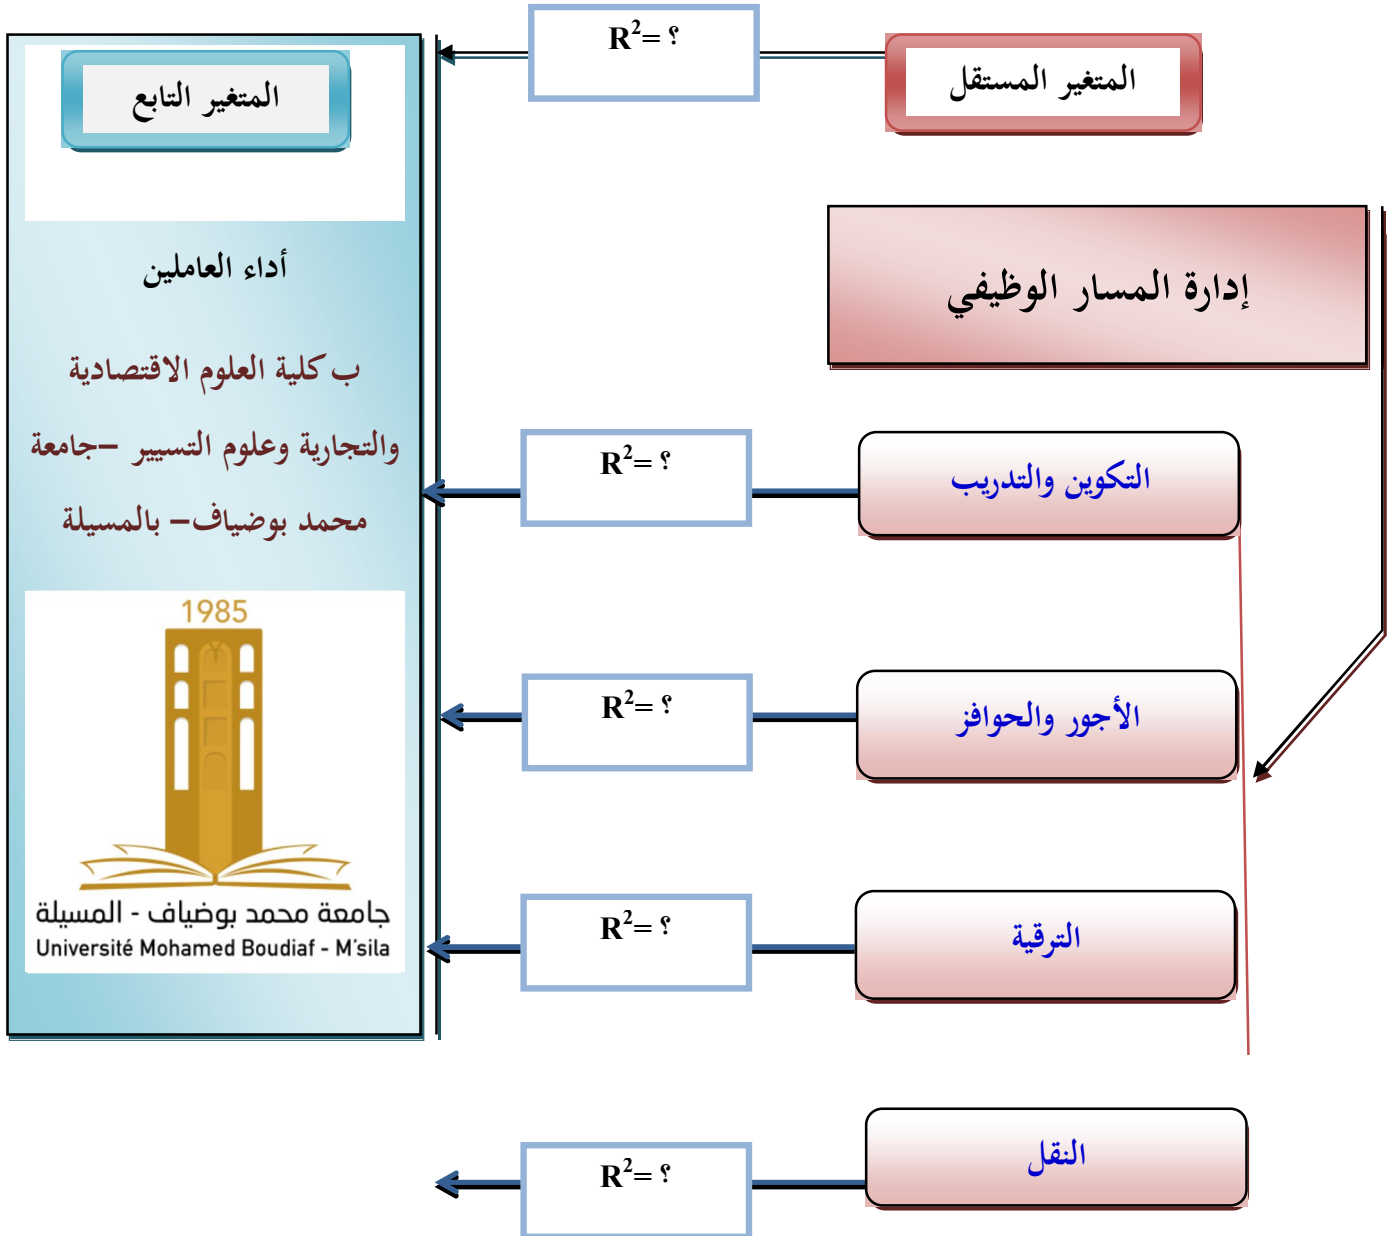 المتغير المستقل
R²= ؟
المتغير التابع
إدارة المسار الوظيفي
أداء العاملين
ب كلية العلوم الاقتصادية
والتجارية وعلوم التسيير –جامعة
محمد بوضياف– بالمسيلة
التكوين والتدريب
R²= ؟
الأجور والحوافز
R²= ؟
الترقية
R²= ؟
النقل
R²= ؟
1985
جامعة محمد بوضياف - المسيلة
Université Mohamed Boudiaf - M'sila